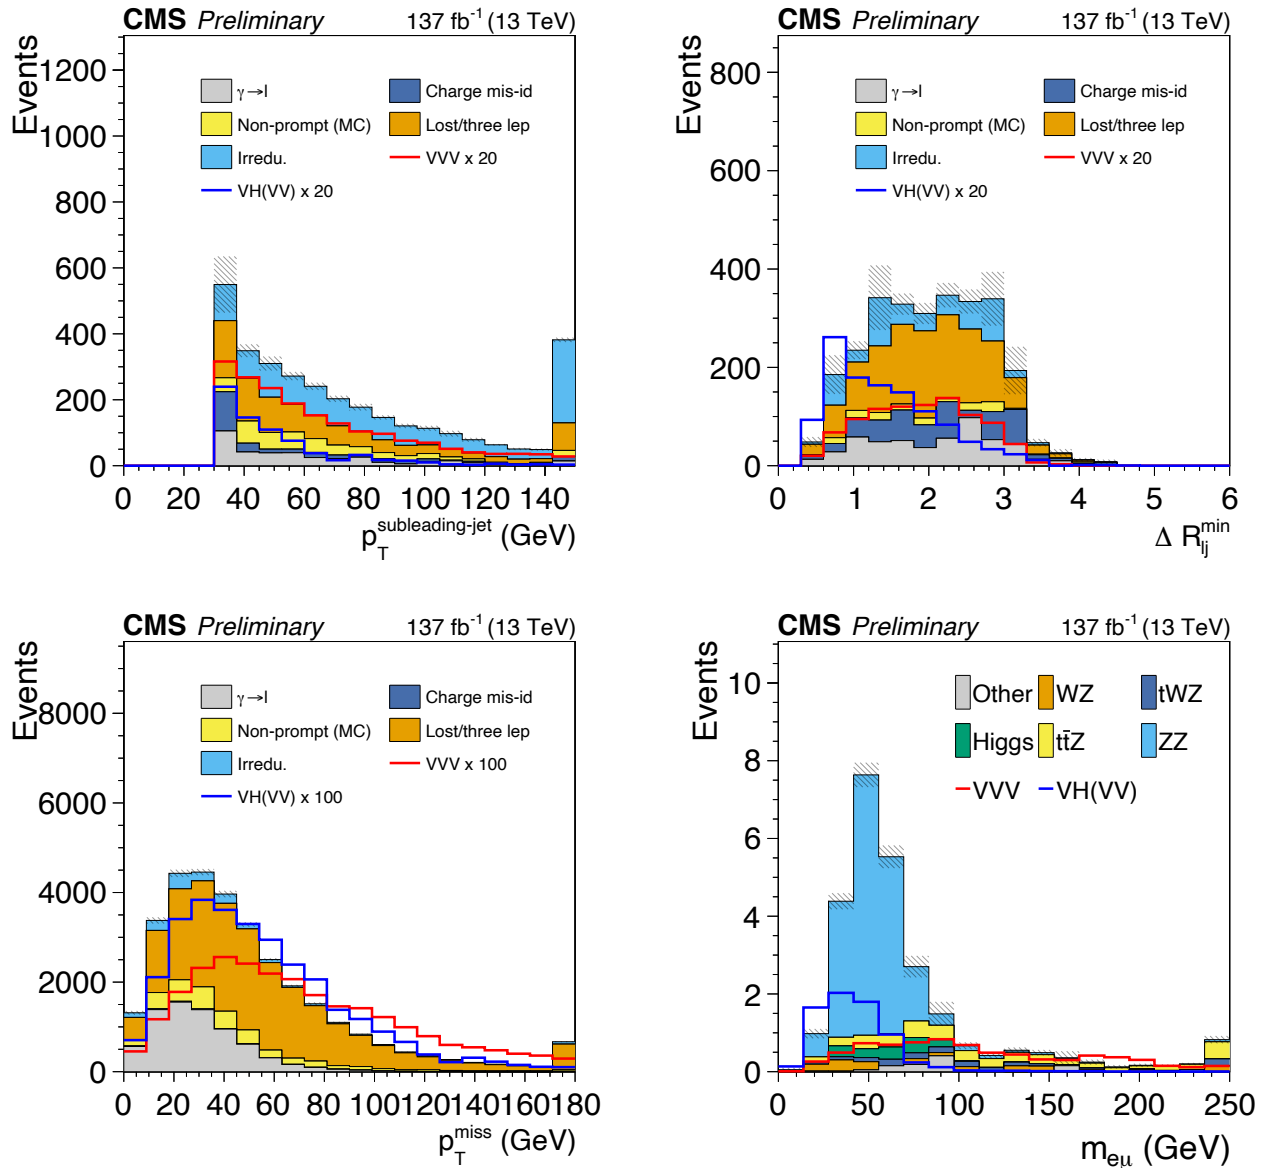 CMS Preliminary 137 fb⁻¹ (13 TeV)
Events
1200
1000
800
600
400
200
0
γ→l Charge mis-id
Non-prompt (MC) Lost/three lep
Irredu. VVV x 20
VH(VV) x 20
0 20 40 60 80 100 120 140
p_T^subleading-jet (GeV)
CMS Preliminary 137 fb⁻¹ (13 TeV)
Events
800
600
400
200
0
γ→l Charge mis-id
Non-prompt (MC) Lost/three lep
Irredu. VVV x 20
VH(VV) x 20
0 1 2 3 4 5 6
Δ R_lj^min
CMS Preliminary 137 fb⁻¹ (13 TeV)
Events
8000
6000
4000
2000
0
γ→l Charge mis-id
Non-prompt (MC) Lost/three lep
Irredu. VVV x 100
VH(VV) x 100
0 20 40 60 80 100 120 140 160 180
p_T^miss (GeV)
CMS Preliminary 137 fb⁻¹ (13 TeV)
Events
10
8
6
4
2
0
Other WZ tWZ
Higgs tt̄Z ZZ
VVV VH(VV)
0 50 100 150 200 250
m_eμ (GeV)